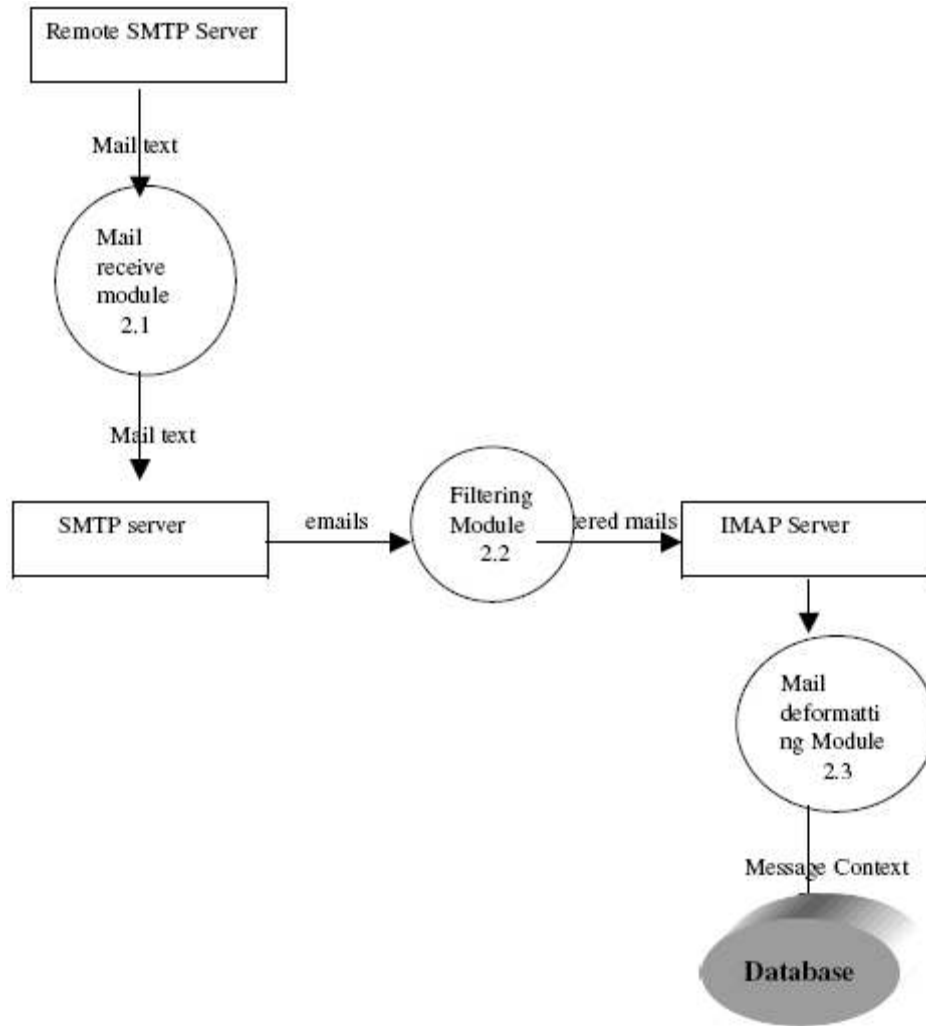 Remote SMTP Server
Mail text
Mail
receive
module
2.1
Mail text
SMTP server
emails
Filtering
Module
2.2
tered mails
IMAP Server
Mail
deformatti
ng Module
2.3
Message Context
Database